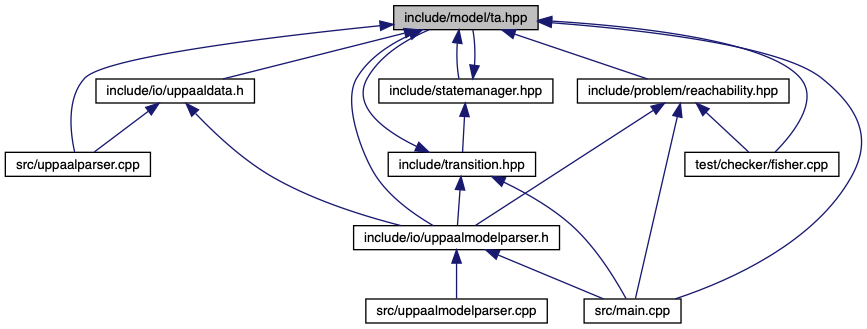 include/model/ta.hpp
include/io/uppaaldata.h
include/statemanager.hpp
include/problem/reachability.hpp
src/uppaalparser.cpp
include/transition.hpp
test/checker/fisher.cpp
include/io/uppaalmodelparser.h
src/uppaalmodelparser.cpp
src/main.cpp